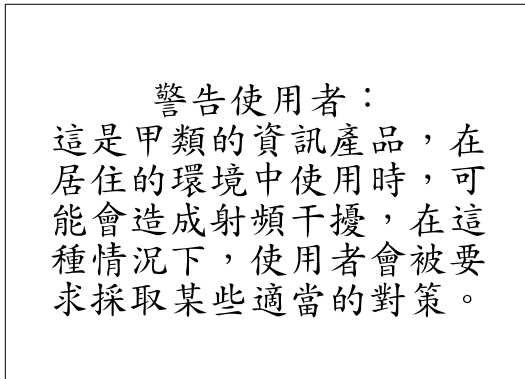 警告使用者：
這是甲類的資訊產品，在
居住的環境中使用時，可
能會造成射頻干擾，在這
種情況下，使用者會被要
求採取某些適當的對策。